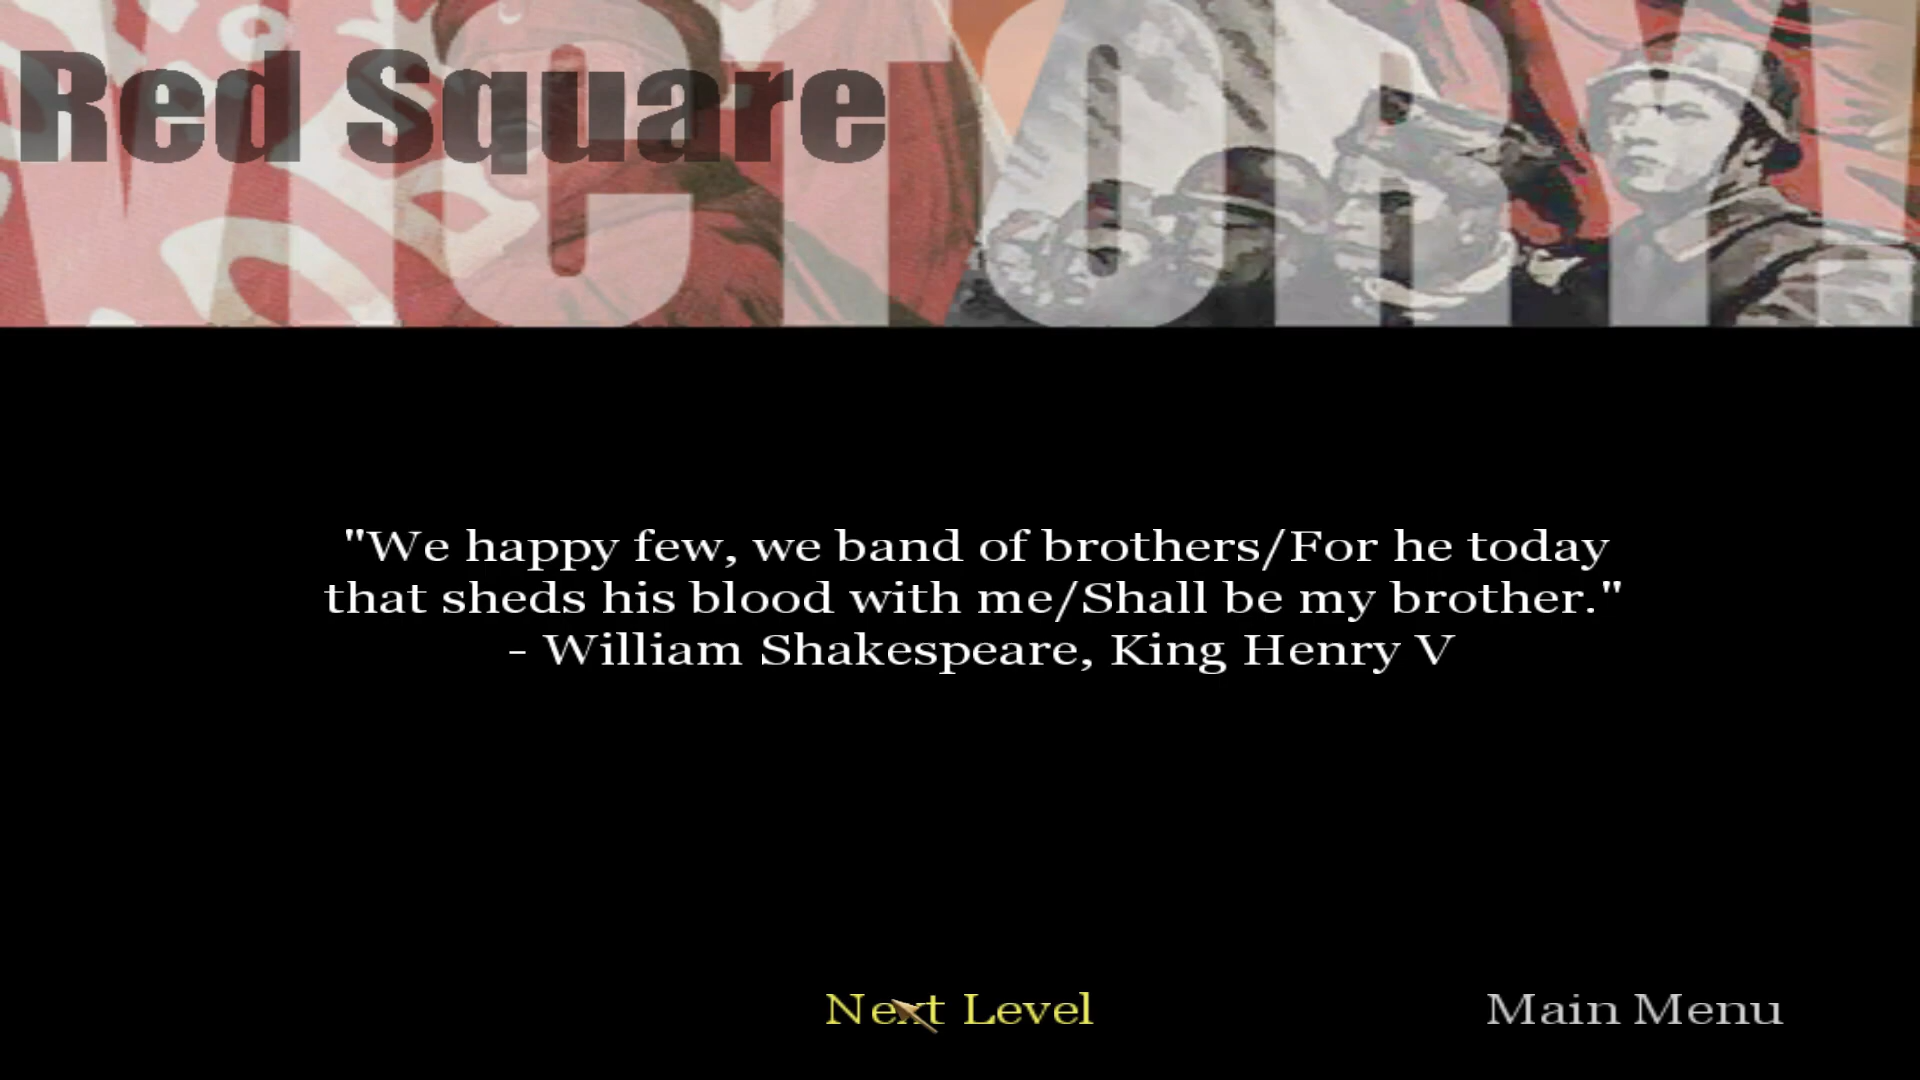 VICTORY!
Red Square
"We happy few, we band of brothers/For he today
that sheds his blood with me/Shall be my brother."
- William Shakespeare, King Henry V
Next Level
Main Menu